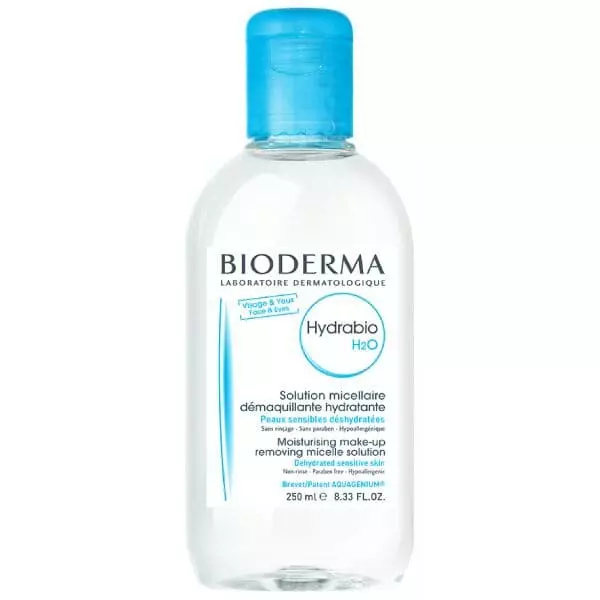 BIODERMA
LABORATOIRE DERMATOLOGIQUE
Visage & Yeux
Face & Eyes
Hydrabio
H2O
Solution micellaire
démaquillante hydratante
Peaux sensibles déshydratées
Sans rinçage - Sans paraben - Hypoallergénique
Moisturising make-up
removing micelle solution
Dehydrated sensitive skin
Non-rinse - Paraben free - Hypoallergenic
Brevet/Patent AQUAGENIUM®
250 ml e 8.33 FL.OZ.